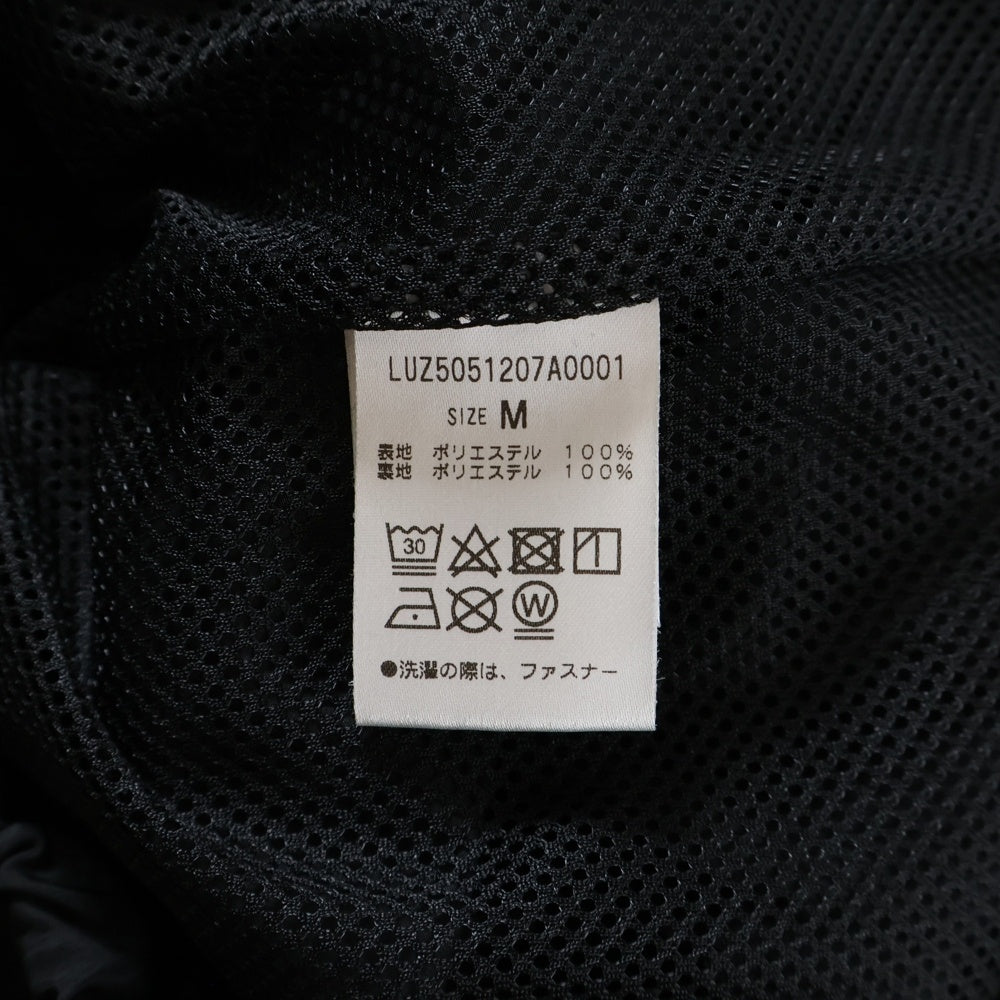 LUZ5051207A0001
SIZE M
表地 ポリエステル 100%
裏地 ポリエステル 100%
30
W
●洗濯の際は、ファスナー